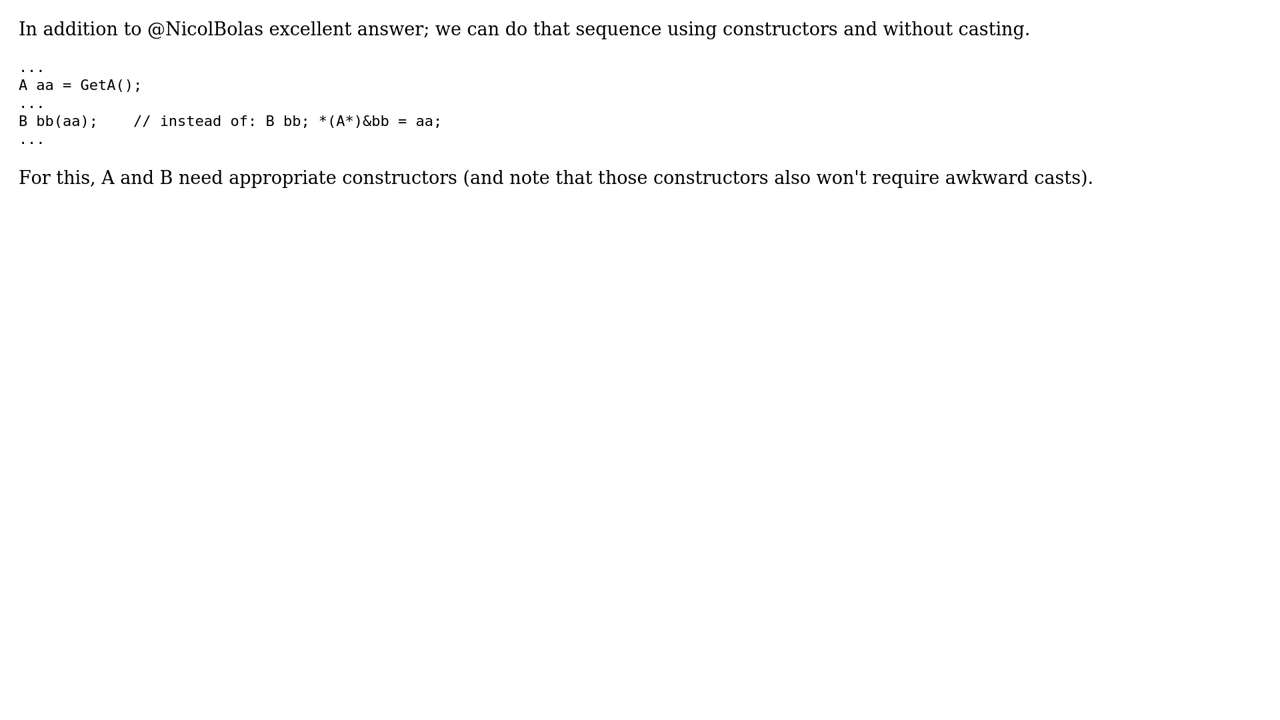 In addition to @NicolBolas excellent answer; we can do that sequence using constructors and without casting.
...
A aa = GetA();
...
B bb(aa);    // instead of: B bb; *(A*)&bb = aa;
...
For this, A and B need appropriate constructors (and note that those constructors also won't require awkward casts).